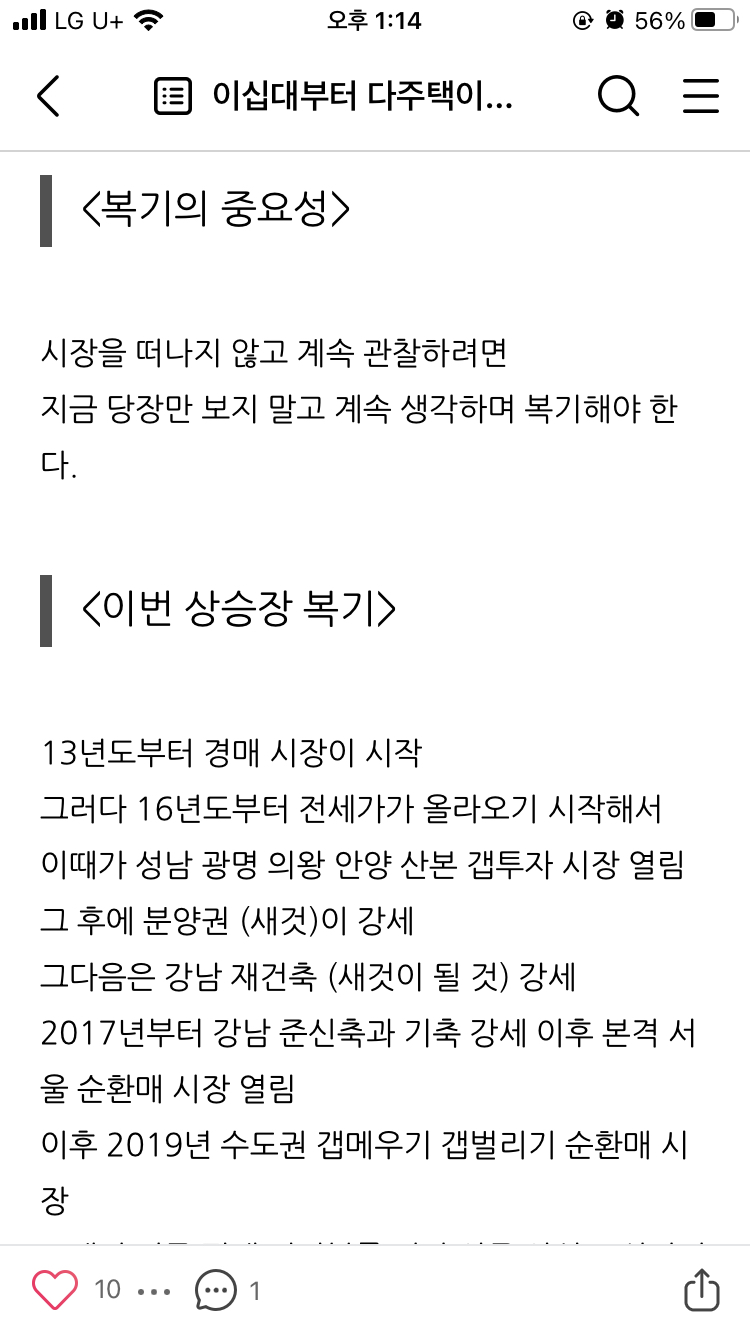 LG U+ 오후 1:14 56%
이십대부터 다주택이...
<복기의 중요성>
시장을 떠나지 않고 계속 관찰하려면
지금 당장만 보지 말고 계속 생각하며 복기해야 한
다.
<이번 상승장 복기>
13년도부터 경매 시장이 시작
그러다 16년도부터 전세가가 올라오기 시작해서
이때가 성남 광명 의왕 안양 산본 갭투자 시장 열림
그 후에 분양권 (새것)이 강세
그다음은 강남 재건축 (새것이 될 것) 강세
2017년부터 강남 준신축과 기축 강세 이후 본격 서
울 순환매 시장 열림
이후 2019년 수도권 갭메우기 갭벌리기 순환매 시
장
10 1